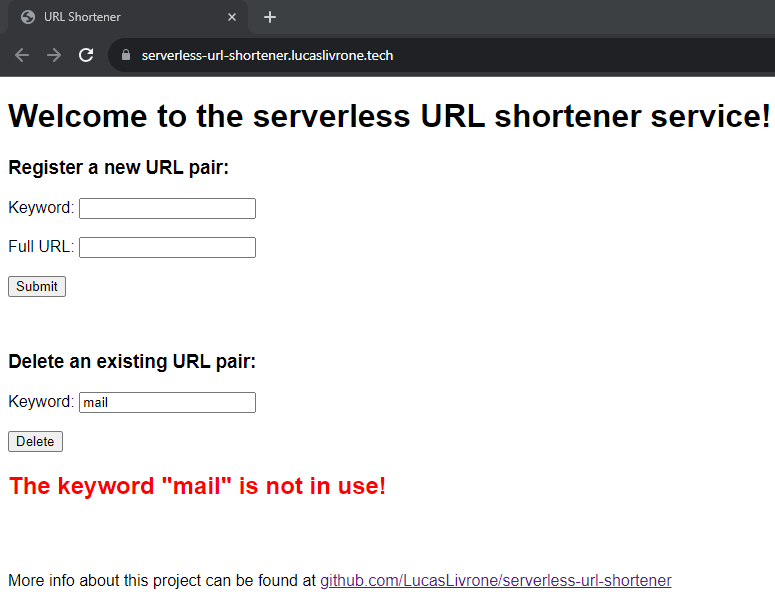 URL Shortener
serverless-url-shortener.lucaslivrone.tech
Welcome to the serverless URL shortener service!
Register a new URL pair:
Keyword:
Full URL:
Submit
Delete an existing URL pair:
Keyword: mail
Delete
The keyword "mail" is not in use!
More info about this project can be found at github.com/LucasLivrone/serverless-url-shortener